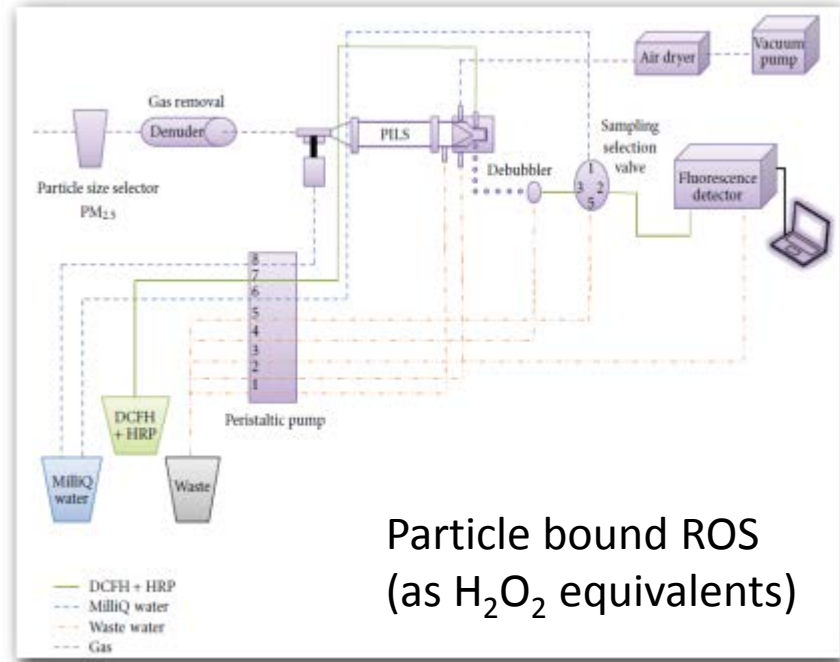 Vacuum
pump
Air dryer
Gas removal
Denuder
PILS
Sampling
selection
valve
Particle size selector
PM2.5
Debubbler
1
3 2
5
Fluorescence
detector
8
7
6
5
4
3
2
1
Peristaltic pump
DCFH
+ HRP
MilliQ
water
Waste
Particle bound ROS
(as H₂O₂ equivalents)
DCFH + HRP
MilliQ water
Waste water
Gas